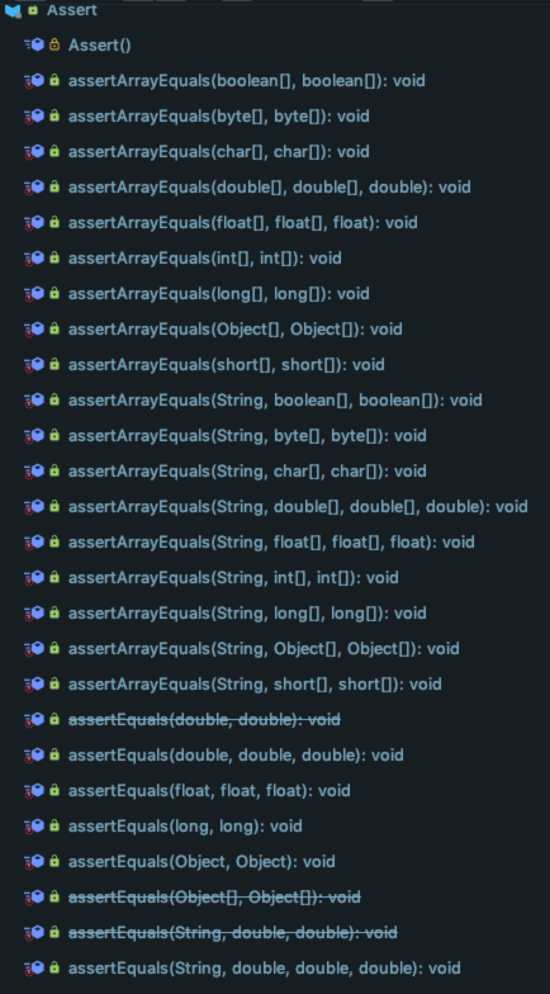 Assert
Assert()
assertArrayEquals(boolean[], boolean[]): void
assertArrayEquals(byte[], byte[]): void
assertArrayEquals(char[], char[]): void
assertArrayEquals(double[], double[], double): void
assertArrayEquals(float[], float[], float): void
assertArrayEquals(int[], int[]): void
assertArrayEquals(long[], long[]): void
assertArrayEquals(Object[], Object[]): void
assertArrayEquals(short[], short[]): void
assertArrayEquals(String, boolean[], boolean[]): void
assertArrayEquals(String, byte[], byte[]): void
assertArrayEquals(String, char[], char[]): void
assertArrayEquals(String, double[], double[], double): void
assertArrayEquals(String, float[], float[], float): void
assertArrayEquals(String, int[], int[]): void
assertArrayEquals(String, long[], long[]): void
assertArrayEquals(String, Object[], Object[]): void
assertArrayEquals(String, short[], short[]): void
assertEquals(double, double): void
assertEquals(double, double, double): void
assertEquals(float, float, float): void
assertEquals(long, long): void
assertEquals(Object, Object): void
assertEquals(Object[], Object[]): void
assertEquals(String, double, double): void
assertEquals(String, double, double, double): void